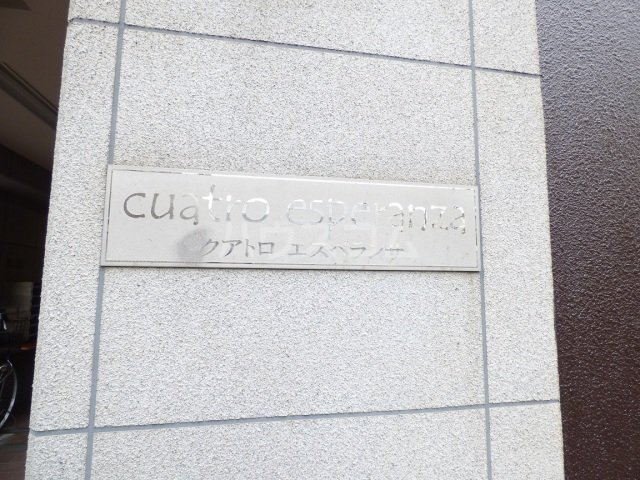 cuatro esperanza
クアトロ エスペランサ